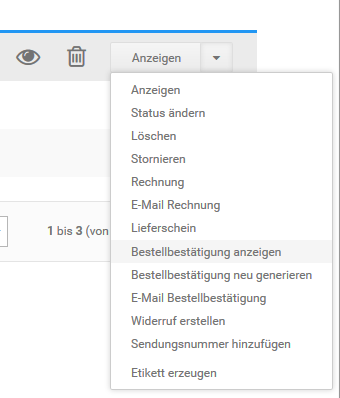 Anzeigen
Anzeigen
Status ändern
Löschen
Stornieren
Rechnung
E-Mail Rechnung
1 bis 3 (von
Lieferschein
Bestellbestätigung anzeigen
Bestellbestätigung neu generieren
E-Mail Bestellbestätigung
Widerruf erstellen
Sendungsnummer hinzufügen
Etikett erzeugen